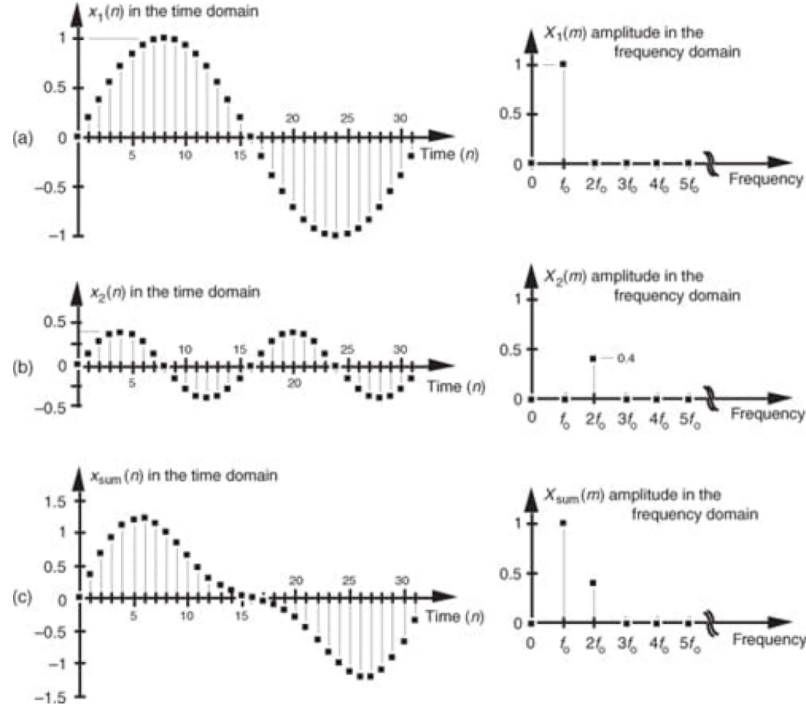 x₁(n) in the time domain
1
0.5
0
−0.5
−1
5
10
15
20
25
30
Time (n)
(a)
X₁(m) amplitude in the
frequency domain
1
0.5
0
0
fₒ
2fₒ
3fₒ
4fₒ
5fₒ
Frequency
x₂(n) in the time domain
0.5
0
−0.5
5
10
15
20
25
30
Time (n)
(b)
X₂(m) amplitude in the
frequency domain
1
0.5
0
0.4
0
fₒ
2fₒ
3fₒ
4fₒ
5fₒ
Frequency
x_sum(n) in the time domain
1.5
1
0.5
0
−0.5
−1
−1.5
5
10
15
20
25
30
Time (n)
(c)
X_sum(m) amplitude in the
frequency domain
1
0.5
0
0
fₒ
2fₒ
3fₒ
4fₒ
5fₒ
Frequency